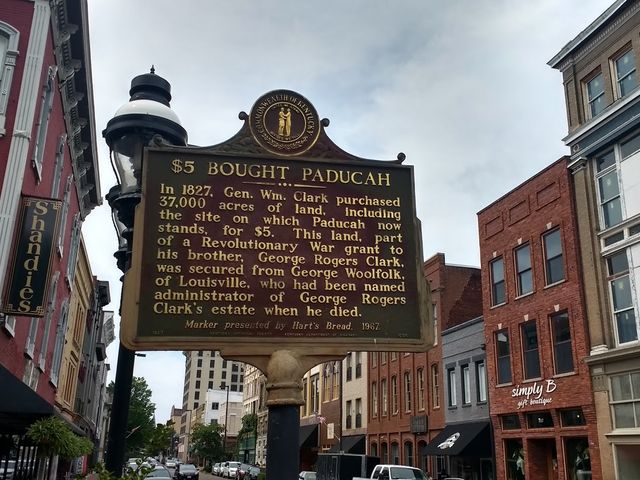 COMMONWEALTH OF KENTUCKY
$5 BOUGHT PADUCAH
In 1827, Gen. Wm. Clark purchased
37,000 acres of land, including
the site on which Paducah now
stands, for $5. This land, part
of a Revolutionary War grant to
his brother, George Rogers Clark,
was secured from George Woolfolk,
of Louisville, who had been named
administrator of George Rogers
Clark's estate when he died.
Marker presented by Hart's Bread, 1967.
Shandies
simply B
gift boutique